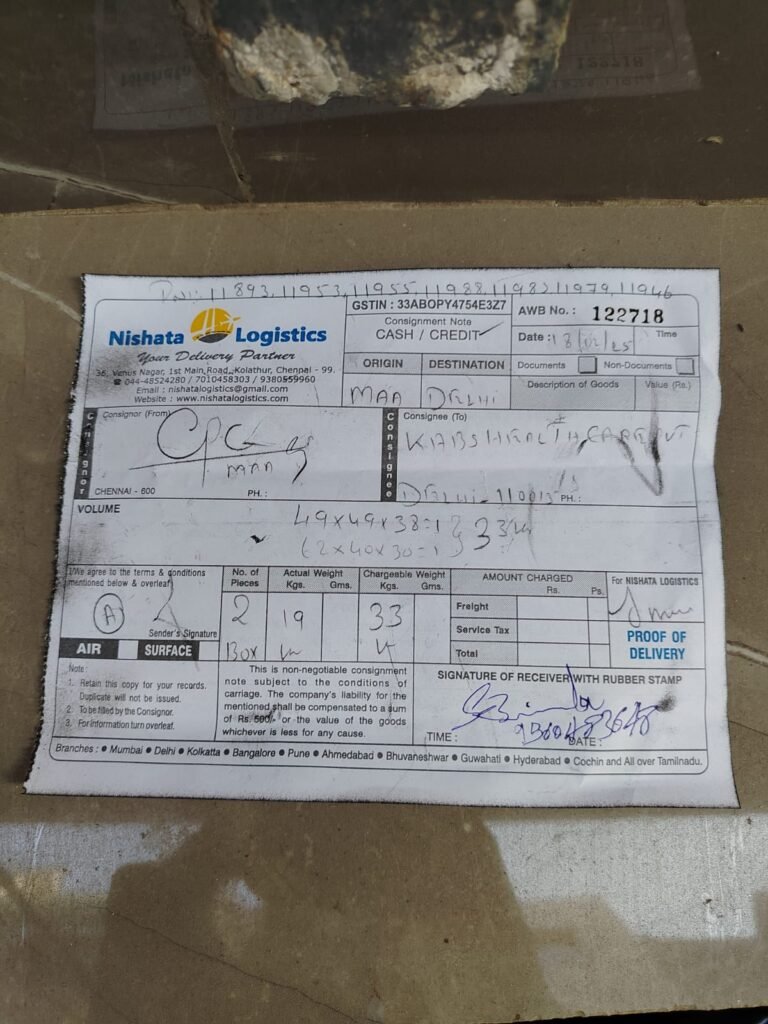 11893, 11953, 11955, 11988, 11982, 11979, 11946
Nishata Logistics
Your Delivery Partner
36, Venus Nagar, 1st Main Road, Kolathur, Chennai - 99.
044-48524280 / 7010458303 / 9380559960
Email : nishatalogistics@gmail.com
Website : www.nishatalogistics.com
GSTIN : 33ABOPY4754E3Z7
Consignment Note
CASH / CREDIT
AWB No. : 122718
Date : Time
ORIGIN DESTINATION
MAA DELHI
Documents Non-Documents
Description of Goods Value (Rs.)
Consignor
Consignor (From)
CPC
MAA
CHENNAI - 600 PH. :
Consignee
Consignee (To)
KABS HEALTHCARE PVT
DELHI-110015 PH. :
VOLUME
49x49x38=1
62x40x30=1
33
I/We agree to the terms & conditions
mentioned below & overleaf
A
Sender's Signature
AIR SURFACE
No. of Pieces
2
Box
Actual Weight
Kgs. Gms.
19
Chargeable Weight
Kgs. Gms.
33
AMOUNT CHARGED
Rs. Ps.
Freight
Service Tax
Total
For NISHATA LOGISTICS
PROOF OF
DELIVERY
Note :
1. Retain this copy for your records.
Duplicate will not be issued.
2. To be filled by the Consignor.
3. For information turn overleaf.
This is non-negotiable consignment
note subject to the conditions of
carriage. The company's liability for the
mentioned shall be compensated to a sum
of Rs. 500/- or the value of the goods
whichever is less for any cause.
SIGNATURE OF RECEIVER WITH RUBBER STAMP
TIME : DATE :
Branches : ● Mumbai ● Delhi ● Kolkatta ● Bangalore ● Pune ● Ahmedabad ● Bhuvaneshwar ● Guwahati ● Hyderabad ● Cochin and All over Tamilnadu.